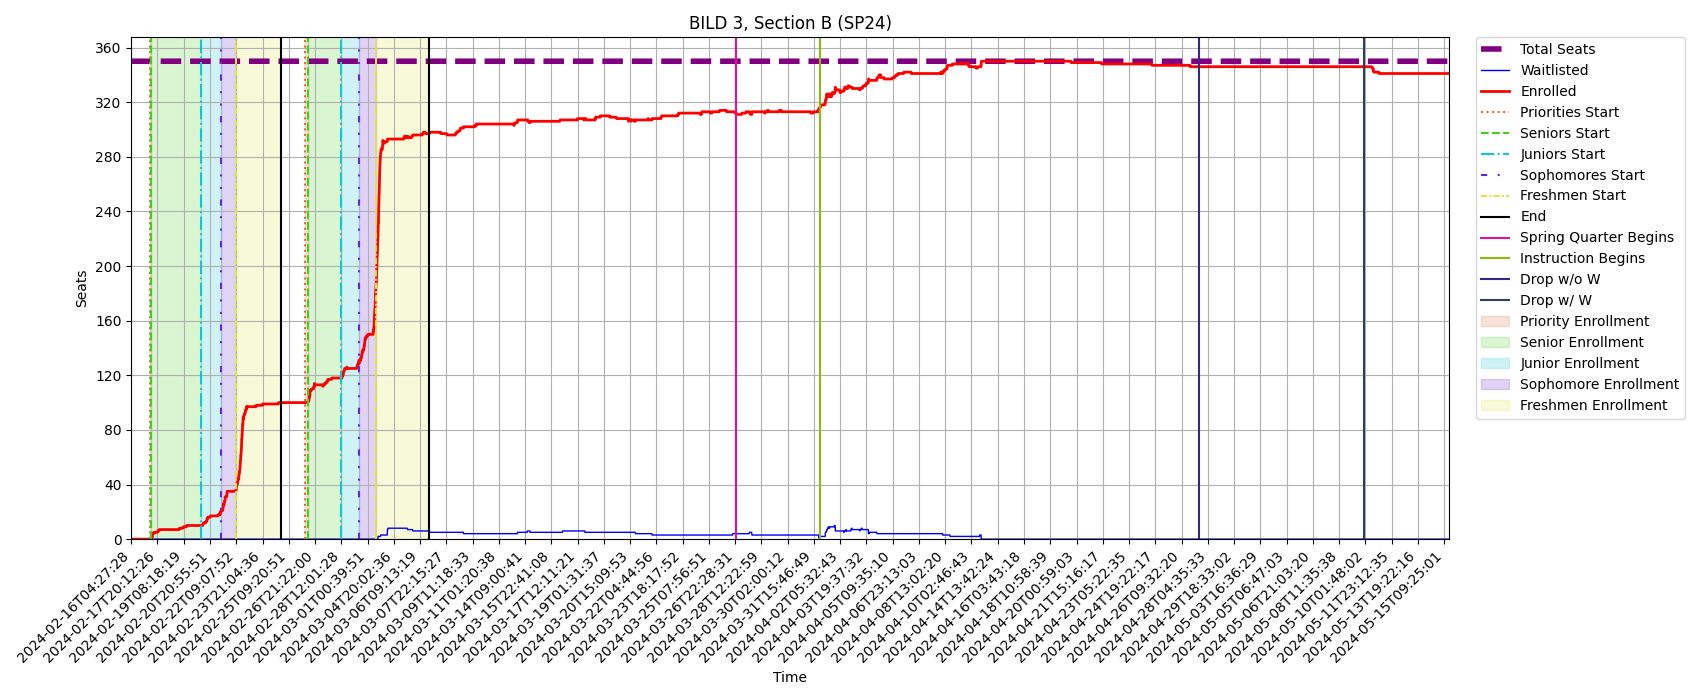 BILD 3, Section B (SP24)
Seats
360
320
280
240
200
160
120
80
40
0
2024-02-16T04:27:28
2024-02-17T20:12:26
2024-02-19T08:18:19
2024-02-20T20:55:51
2024-02-22T09:07:52
2024-02-23T21:04:36
2024-02-25T09:20:51
2024-02-26T21:22:00
2024-02-28T12:01:28
2024-03-01T00:39:51
2024-03-04T20:02:36
2024-03-06T09:13:19
2024-03-07T22:15:27
2024-03-09T11:18:33
2024-03-11T01:20:38
2024-03-14T09:00:41
2024-03-15T22:41:08
2024-03-17T12:11:21
2024-03-19T01:31:37
2024-03-20T15:09:53
2024-03-22T04:44:56
2024-03-23T18:17:52
2024-03-25T07:56:51
2024-03-26T22:28:31
2024-03-28T12:22:59
2024-03-30T02:00:12
2024-03-31T15:46:49
2024-04-02T05:32:43
2024-04-03T19:37:32
2024-04-05T09:35:10
2024-04-06T23:13:03
2024-04-08T13:02:20
2024-04-10T02:46:43
2024-04-14T13:42:24
2024-04-16T03:43:18
2024-04-18T10:58:39
2024-04-20T00:59:03
2024-04-21T15:16:17
2024-04-23T05:22:35
2024-04-24T19:22:17
2024-04-26T09:32:20
2024-04-28T04:35:33
2024-04-29T18:33:02
2024-05-03T16:36:29
2024-05-05T06:47:03
2024-05-06T21:03:20
2024-05-08T11:35:38
2024-05-10T01:48:02
2024-05-11T23:12:35
2024-05-13T19:22:16
2024-05-15T09:25:01
Time
Total Seats
Waitlisted
Enrolled
Priorities Start
Seniors Start
Juniors Start
Sophomores Start
Freshmen Start
End
Spring Quarter Begins
Instruction Begins
Drop w/o W
Drop w/ W
Priority Enrollment
Senior Enrollment
Junior Enrollment
Sophomore Enrollment
Freshmen Enrollment